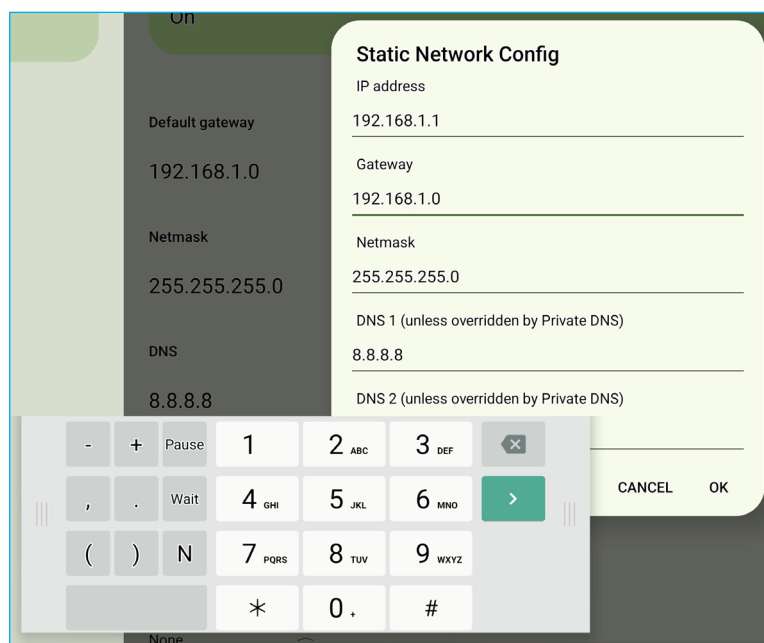 On
Default gateway
192.168.1.0
Netmask
255.255.255.0
DNS
8.8.8.8
Static Network Config
IP address
192.168.1.1
Gateway
192.168.1.0
Netmask
255.255.255.0
DNS 1 (unless overridden by Private DNS)
8.8.8.8
DNS 2 (unless overridden by Private DNS)
CANCEL OK
- + Pause 1 2 ABC 3 DEF
, . Wait 4 GHI 5 JKL 6 MNO
( ) N 7 PQRS 8 TUV 9 WXYZ
* 0 + #
None